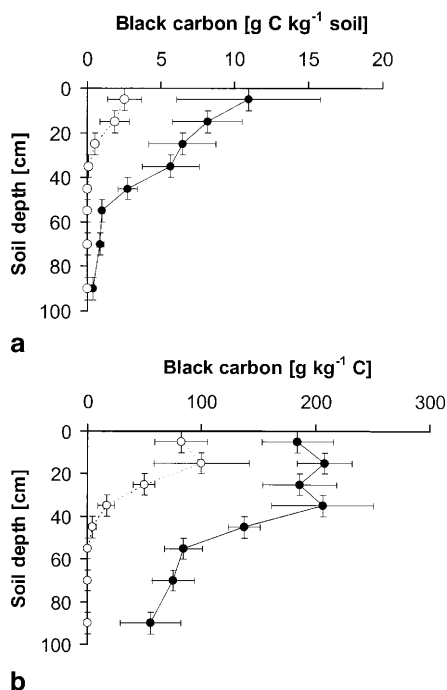 Black carbon [g C kg⁻¹ soil]
0 5 10 15 20
Soil depth [cm]
0
20
40
60
80
100
a
Black carbon [g kg⁻¹ C]
0 100 200 300
Soil depth [cm]
0
20
40
60
80
100
b